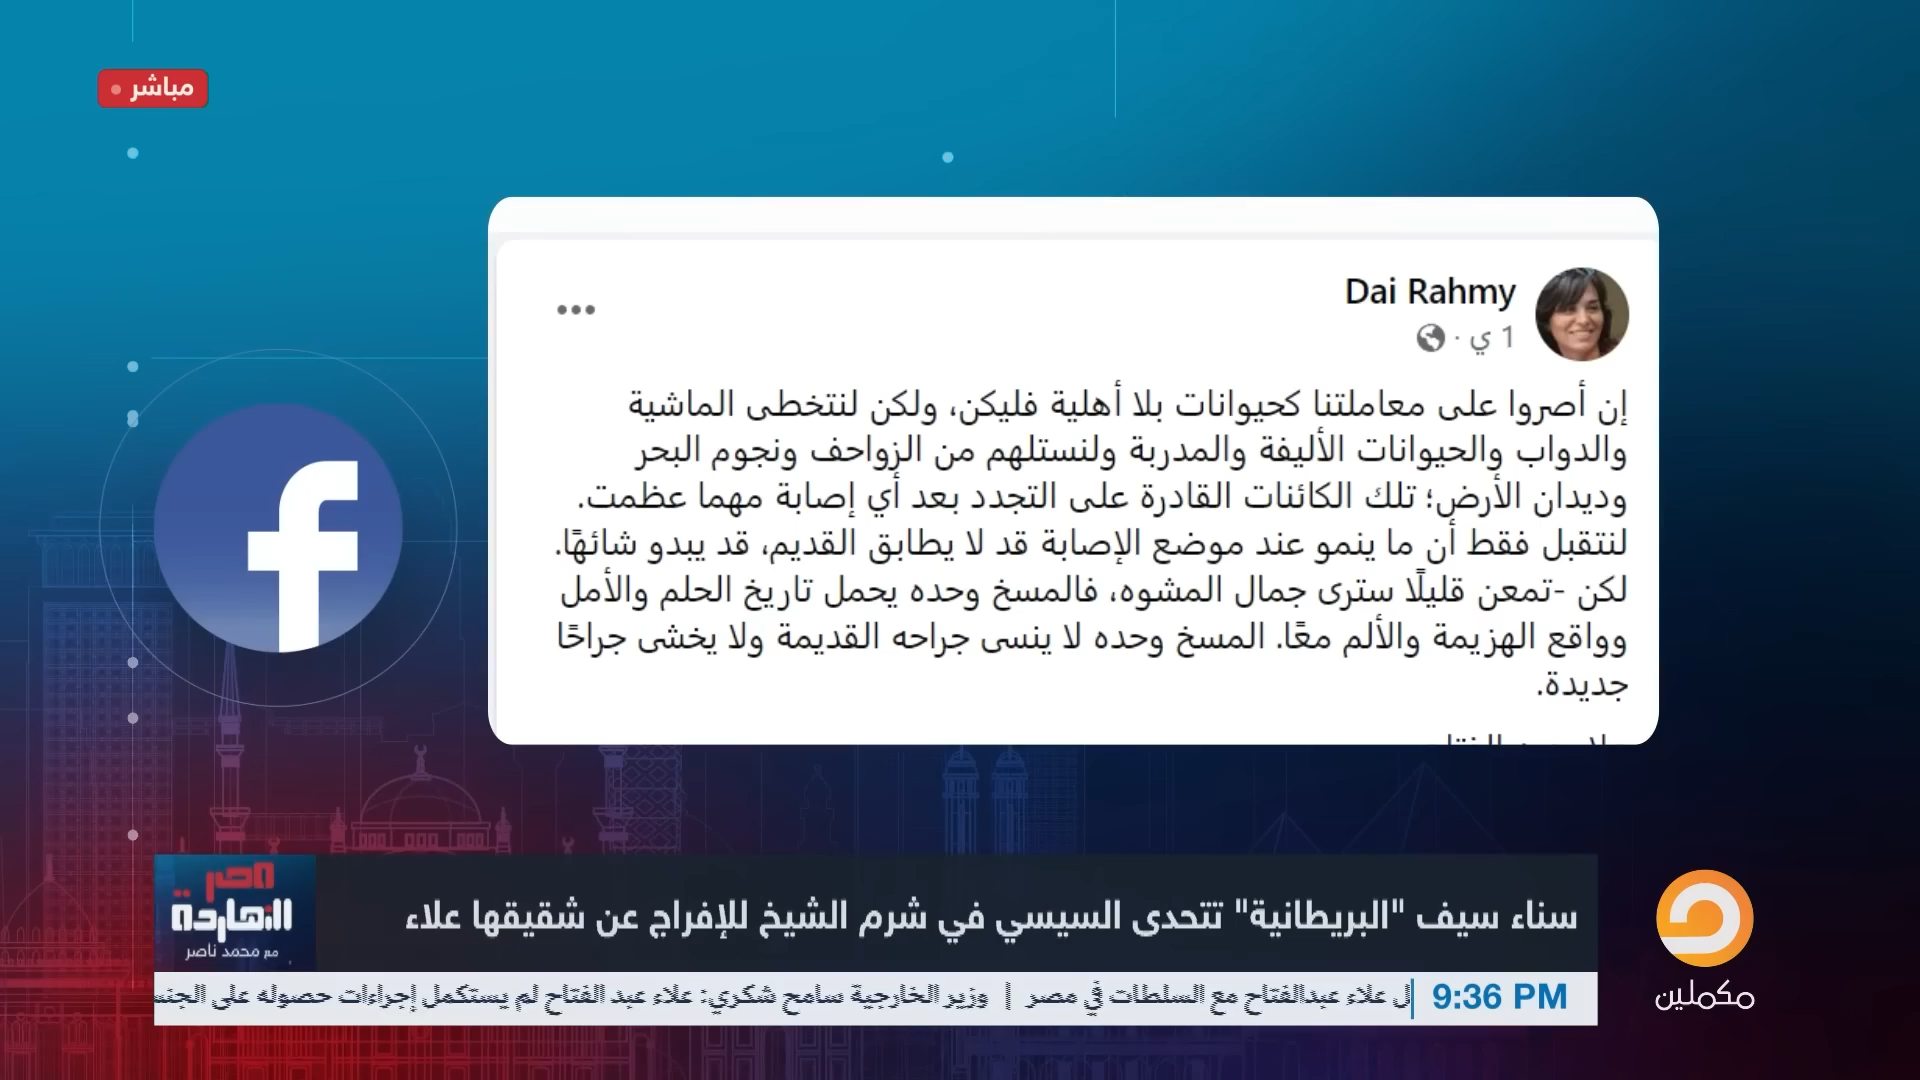 مباشر
Dai Rahmy
1 ي ·
إن أصروا على معاملتنا كحيوانات بلا أهلية فليكن، ولكن لنتخطى الماشية
والدواب والحيوانات الأليفة والمدربة ولنستلهم من الزواحف ونجوم البحر
وديدان الأرض؛ تلك الكائنات القادرة على التجدد بعد أي إصابة مهما عظمت.
لنتقبل فقط أن ما ينمو عند موضع الإصابة قد لا يطابق القديم، قد يبدو شائهًا.
لكن -تمعن قليلًا سترى جمال المشوه، فالمسخ وحده يحمل تاريخ الحلم والأمل
وواقع الهزيمة والألم معًا. المسخ وحده لا ينسى جراحه القديمة ولا يخشى جراحًا
جديدة.
سناء سيف "البريطانية" تتحدى السيسي في شرم الشيخ للإفراج عن شقيقها علاء
مصر
النهاردة
مع محمد ناصر
9:36 PM
ل علاء عبدالفتاح مع السلطات في مصر | وزير الخارجية سامح شكري: علاء عبد الفتاح لم يستكمل إجراءات حصوله على
مكملين